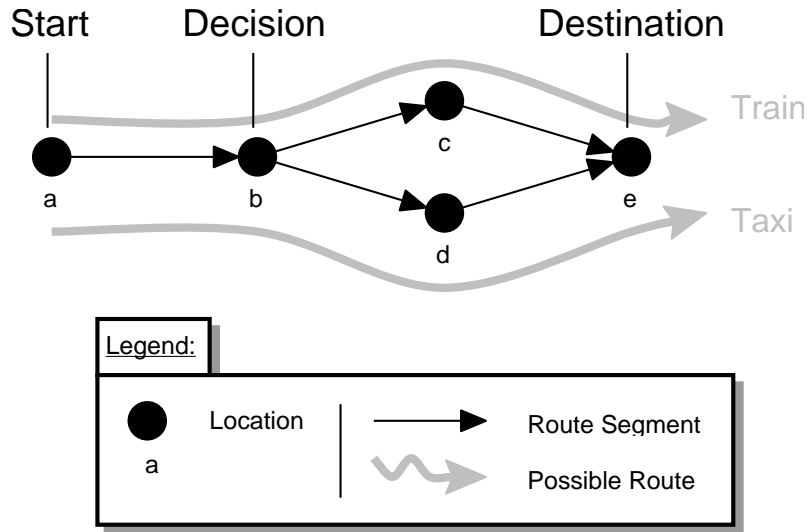 Start
Decision
Destination
Train
c
a
b
e
d
Taxi
Legend:
Location
a
Route Segment
Possible Route